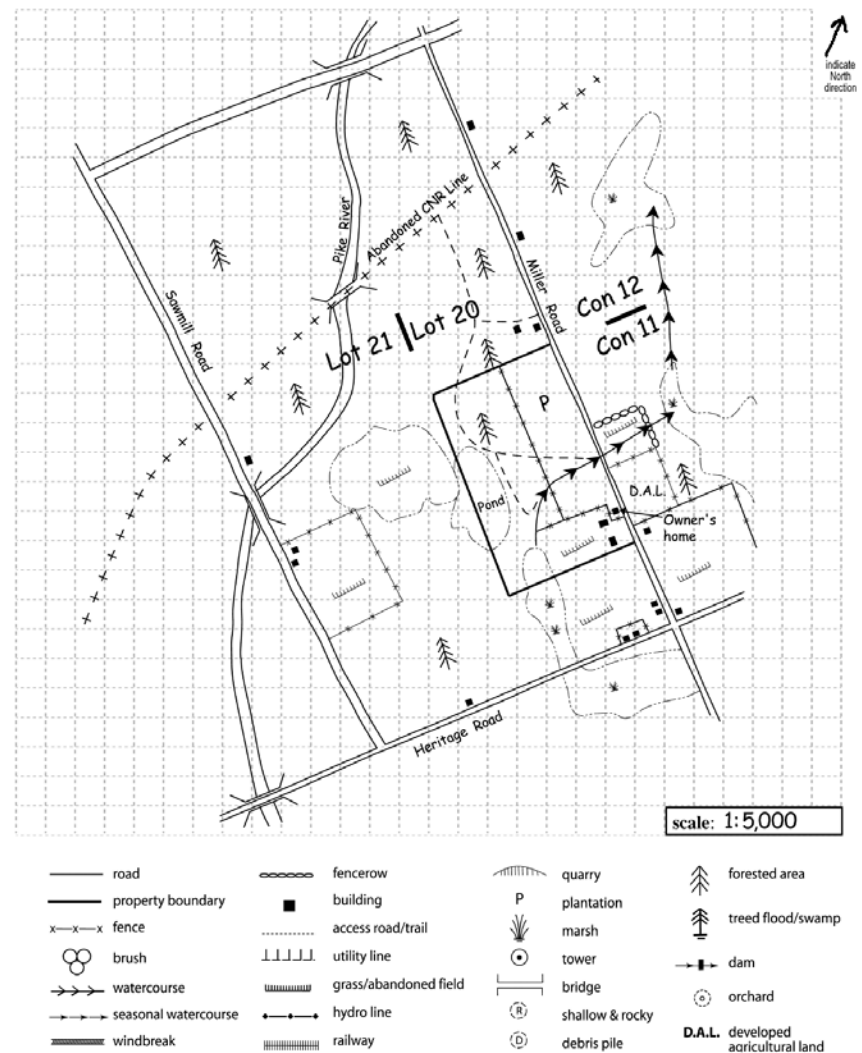 indicate
North
direction
Pike River
Abandoned CNR Line
Sawmill Road
Miller Road
Con 12
Con 11
Lot 21
Lot 20
P
Pond
D.A.L.
Owner's
home
Heritage Road
scale: 1:5,000
road
property boundary
fence
brush
watercourse
seasonal watercourse
windbreak
fencerow
building
access road/trail
utility line
grass/abandoned field
hydro line
railway
quarry
P plantation
marsh
tower
bridge
R shallow & rocky
D debris pile
forested area
treed flood/swamp
dam
orchard
D.A.L. developed
agricultural land